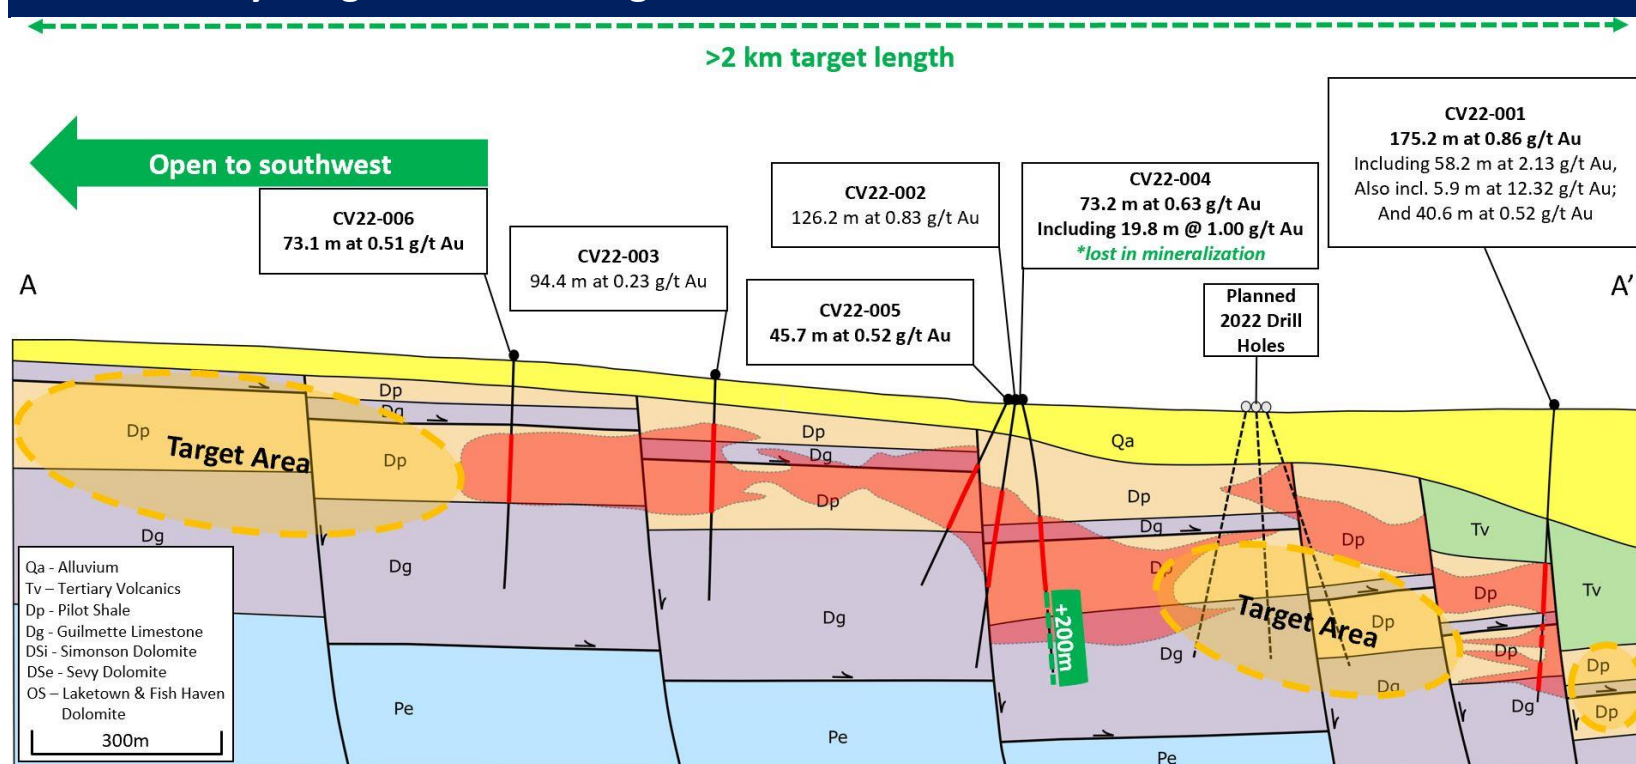 >2 km target length
Open to southwest
CV22-001
175.2 m at 0.86 g/t Au
Including 58.2 m at 2.13 g/t Au,
Also incl. 5.9 m at 12.32 g/t Au;
And 40.6 m at 0.52 g/t Au
CV22-002
126.2 m at 0.83 g/t Au
CV22-004
73.2 m at 0.63 g/t Au
Including 19.8 m @ 1.00 g/t Au
*lost in mineralization
CV22-006
73.1 m at 0.51 g/t Au
CV22-003
94.4 m at 0.23 g/t Au
CV22-005
45.7 m at 0.52 g/t Au
Planned
2022 Drill
Holes
A
A’
Dp
Dg
Dp
Target Area
Dp
Dg
Dg
Dp
Dg
Dp
Dg
Qa
Dp
Dg
Dp
Dg
+200m
Target Area
Dp
Dp
Dg
Tv
Tv
Dp
Dp
Dg
Dp
Dp
Pe
Pe
Pe
Qa - Alluvium
Tv – Tertiary Volcanics
Dp - Pilot Shale
Dg - Guilmette Limestone
DSi - Simonson Dolomite
DSe - Sevy Dolomite
OS – Laketown & Fish Haven
Dolomite
300m